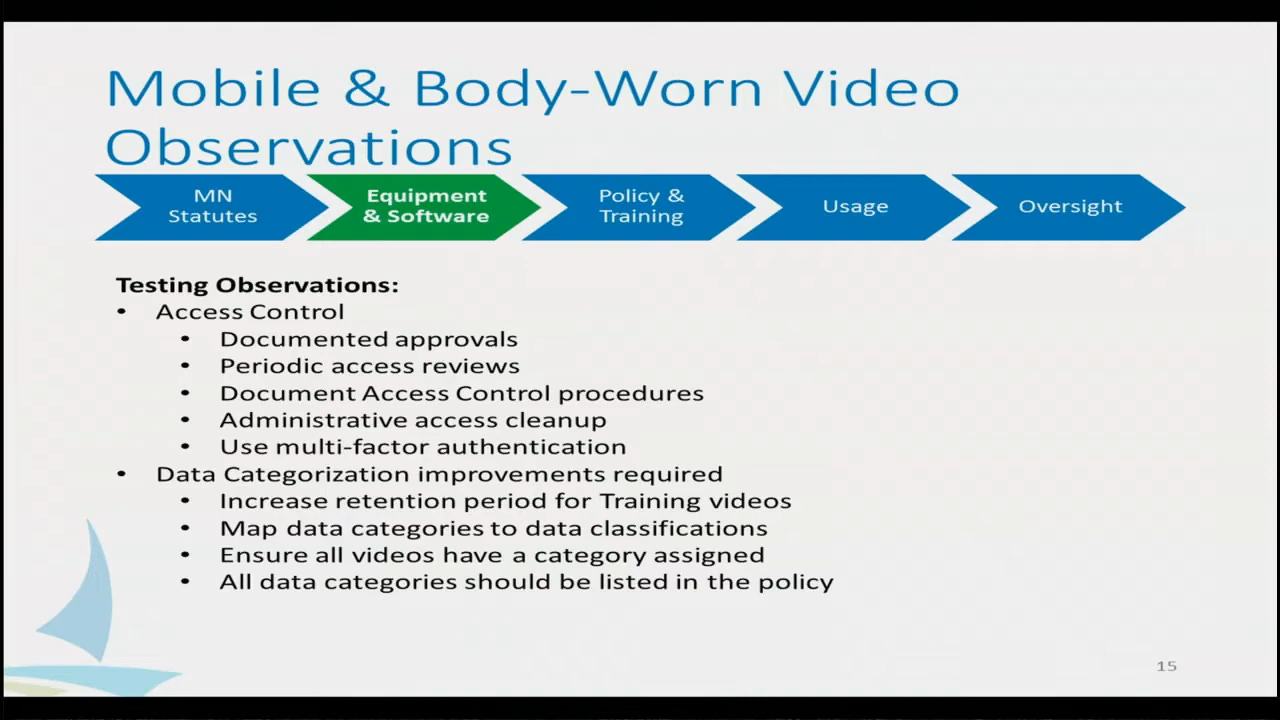 Mobile & Body-Worn Video
Observations
MN
Statutes
Equipment
& Software
Policy &
Training
Usage
Oversight
Testing Observations:
• Access Control
• Documented approvals
• Periodic access reviews
• Document Access Control procedures
• Administrative access cleanup
• Use multi-factor authentication
• Data Categorization improvements required
• Increase retention period for Training videos
• Map data categories to data classifications
• Ensure all videos have a category assigned
• All data categories should be listed in the policy
15